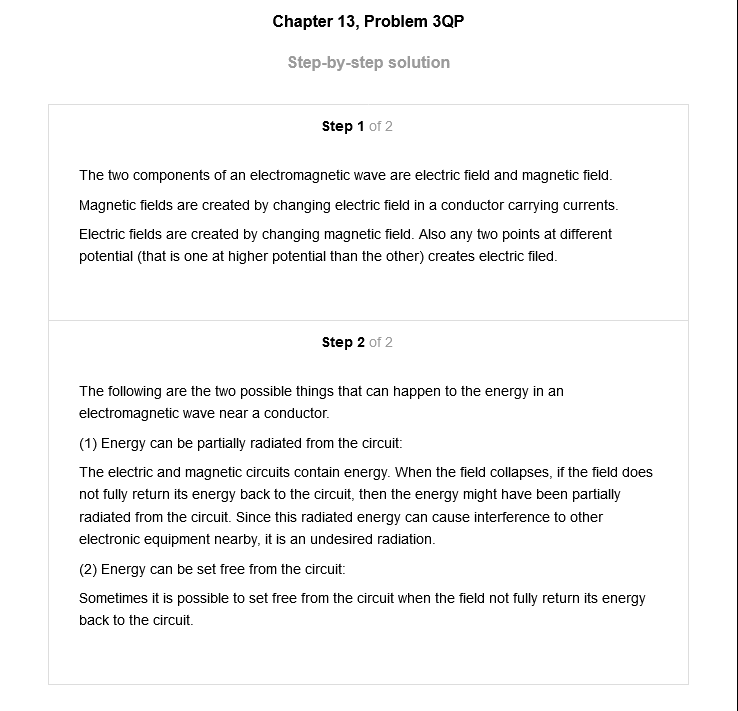 Chapter 13, Problem 3QP
Step-by-step solution
Step 1 of 2
The two components of an electromagnetic wave are electric field and magnetic field.
Magnetic fields are created by changing electric field in a conductor carrying currents.
Electric fields are created by changing magnetic field. Also any two points at different
potential (that is one at higher potential than the other) creates electric filed.
Step 2 of 2
The following are the two possible things that can happen to the energy in an
electromagnetic wave near a conductor.
(1) Energy can be partially radiated from the circuit:
The electric and magnetic circuits contain energy. When the field collapses, if the field does
not fully return its energy back to the circuit, then the energy might have been partially
radiated from the circuit. Since this radiated energy can cause interference to other
electronic equipment nearby, it is an undesired radiation.
(2) Energy can be set free from the circuit:
Sometimes it is possible to set free from the circuit when the field not fully return its energy
back to the circuit.